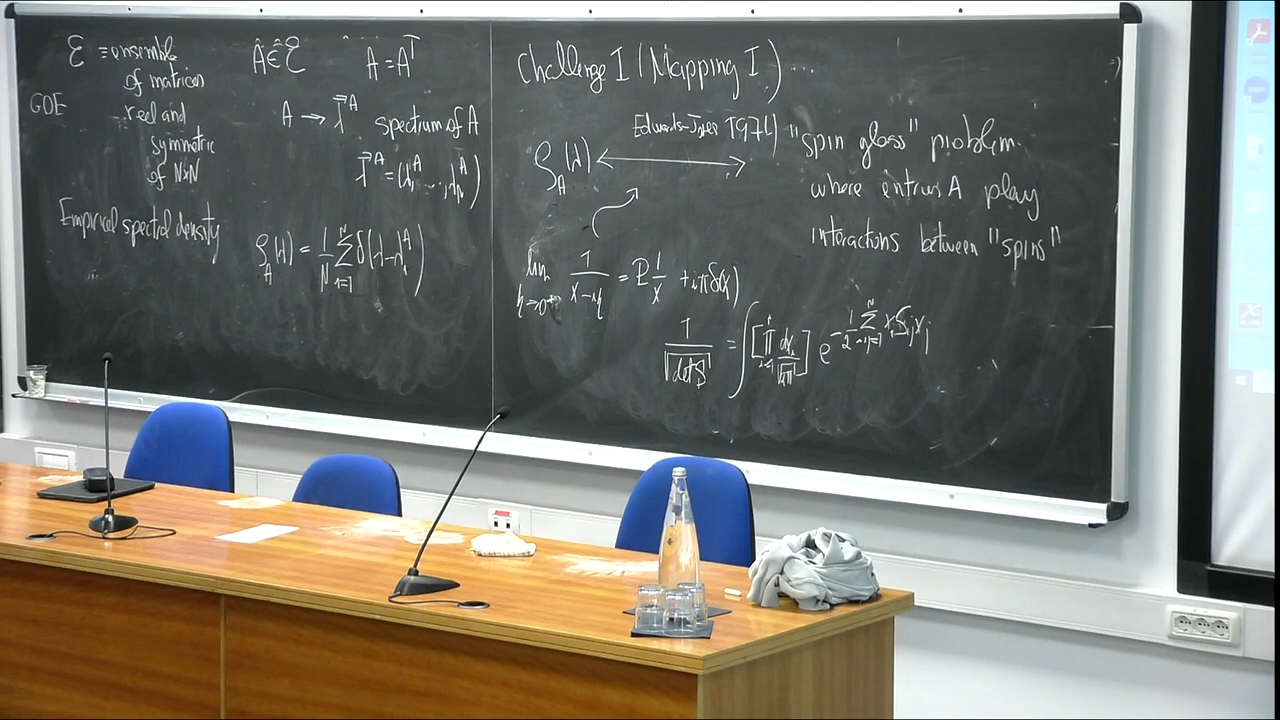 Ɛ = ensemble
of matrices
real and
symmetric
of N×N
GOE
Â ∈ Ɛ̂ A = Aᵀ
A → λ⃗ᴬ spectrum of A
λ⃗ᴬ = (λ₁ᴬ, ..., λ_Nᴬ)
Empirical spectral density
ρ_A(λ) = 1/N Σ_{i=1}^{N} δ(λ - λ_iᴬ)
Challenge I (Mapping I) ...
Edwards-Jones 1976)
ρ_A(λ) ⟷ "spin glass" problem
where entries A play
interactions between "spins"
lim_{η→0⁺} 1/(x - iη) = P 1/x + iπδ(x)
1/√(det S) = ∫ [∏_{i=1}^{N} dx_i/√(2π)] e^{-1/2 Σ_{i,j=1}^{N} x_i S_ij x_j}